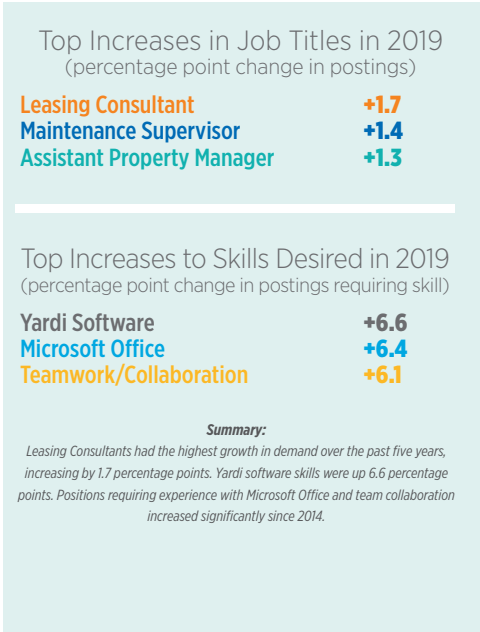 Top Increases in Job Titles in 2019
(percentage point change in postings)
Leasing Consultant +1.7
Maintenance Supervisor +1.4
Assistant Property Manager +1.3
Top Increases to Skills Desired in 2019
(percentage point change in postings requiring skill)
Yardi Software +6.6
Microsoft Office +6.4
Teamwork/Collaboration +6.1
Summary:
Leasing Consultants had the highest growth in demand over the past five years,
increasing by 1.7 percentage points. Yardi software skills were up 6.6 percentage
points. Positions requiring experience with Microsoft Office and team collaboration
increased significantly since 2014.